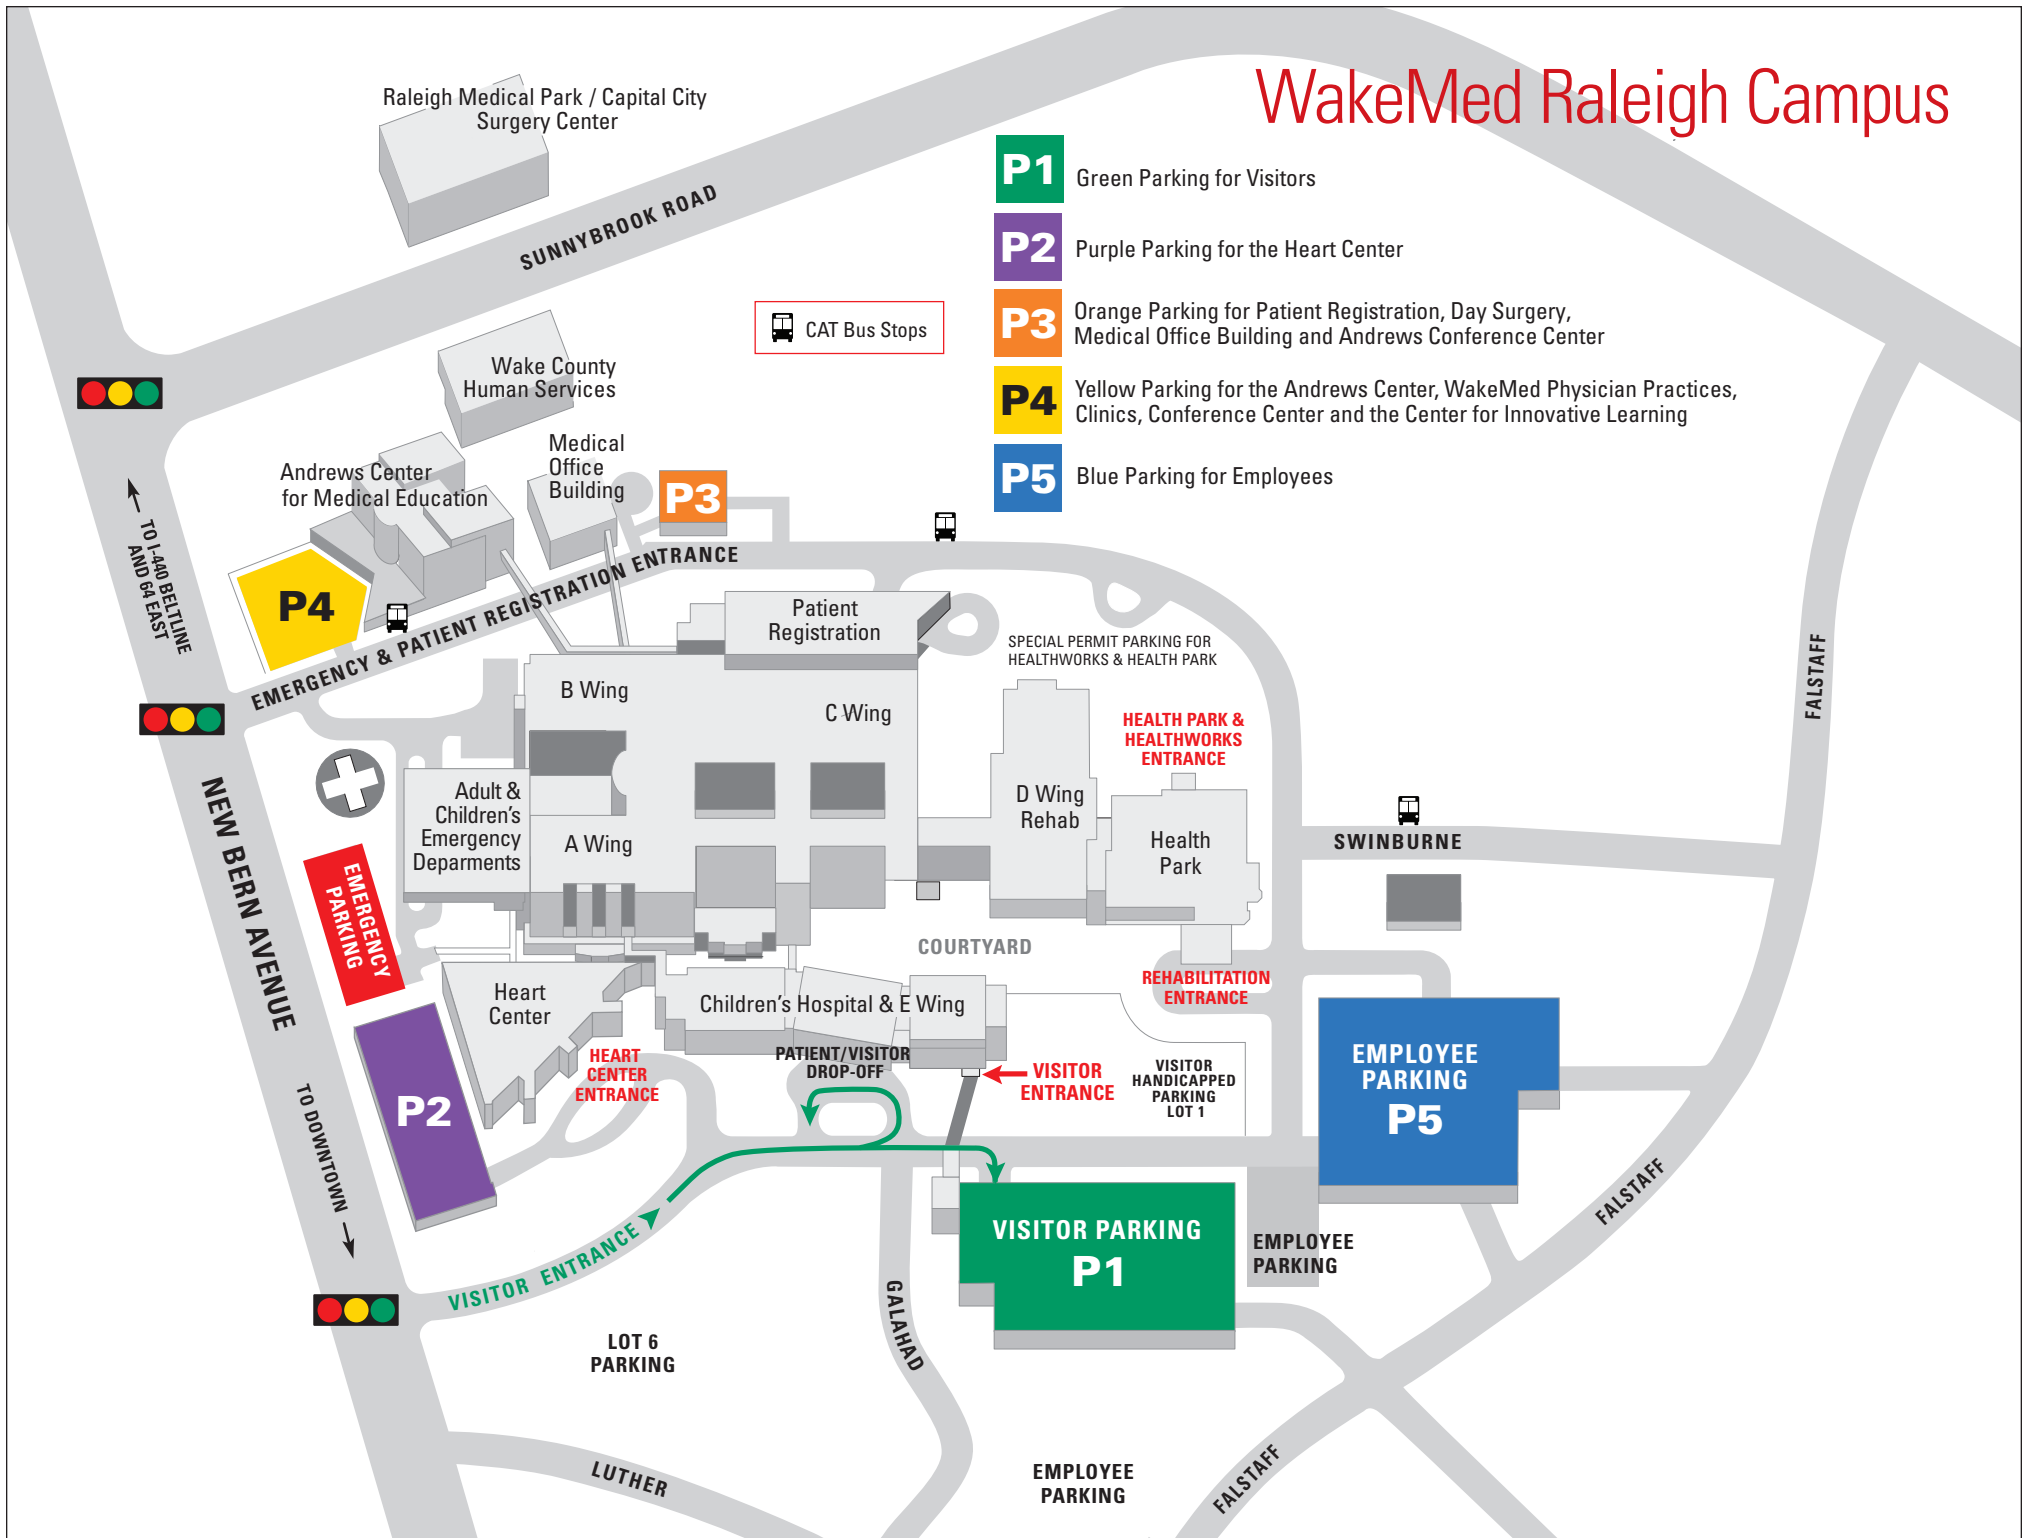 WakeMed Raleigh Campus
Raleigh Medical Park / Capital City
Surgery Center
SUNNYBROOK ROAD
P1
Green Parking for Visitors
P2
Purple Parking for the Heart Center
P3
Orange Parking for Patient Registration, Day Surgery,
Medical Office Building and Andrews Conference Center
P4
Yellow Parking for the Andrews Center, WakeMed Physician Practices,
Clinics, Conference Center and the Center for Innovative Learning
P5
Blue Parking for Employees
CAT Bus Stops
Wake County
Human Services
Medical
Office
Building
Andrews Center
for Medical Education
P3
P4
TO I-440 BELTLINE
AND 64 EAST
EMERGENCY & PATIENT REGISTRATION ENTRANCE
Patient
Registration
SPECIAL PERMIT PARKING FOR
HEALTHWORKS & HEALTH PARK
B Wing
C Wing
HEALTH PARK &
HEALTHWORKS
ENTRANCE
FALSTAFF
Adult &
Children's
Emergency
Deparments
A Wing
D Wing
Rehab
Health
Park
SWINBURNE
NEW BERN AVENUE
EMERGENCY
PARKING
COURTYARD
REHABILITATION
ENTRANCE
Heart
Center
Children's Hospital & E Wing
HEART
CENTER
ENTRANCE
PATIENT/VISITOR
DROP-OFF
VISITOR
ENTRANCE
VISITOR
HANDICAPPED
PARKING
LOT 1
EMPLOYEE
PARKING
P5
P2
TO DOWNTOWN
VISITOR ENTRANCE
VISITOR PARKING
P1
EMPLOYEE
PARKING
FALSTAFF
GALAHAD
LOT 6
PARKING
LUTHER
EMPLOYEE
PARKING
FALSTAFF